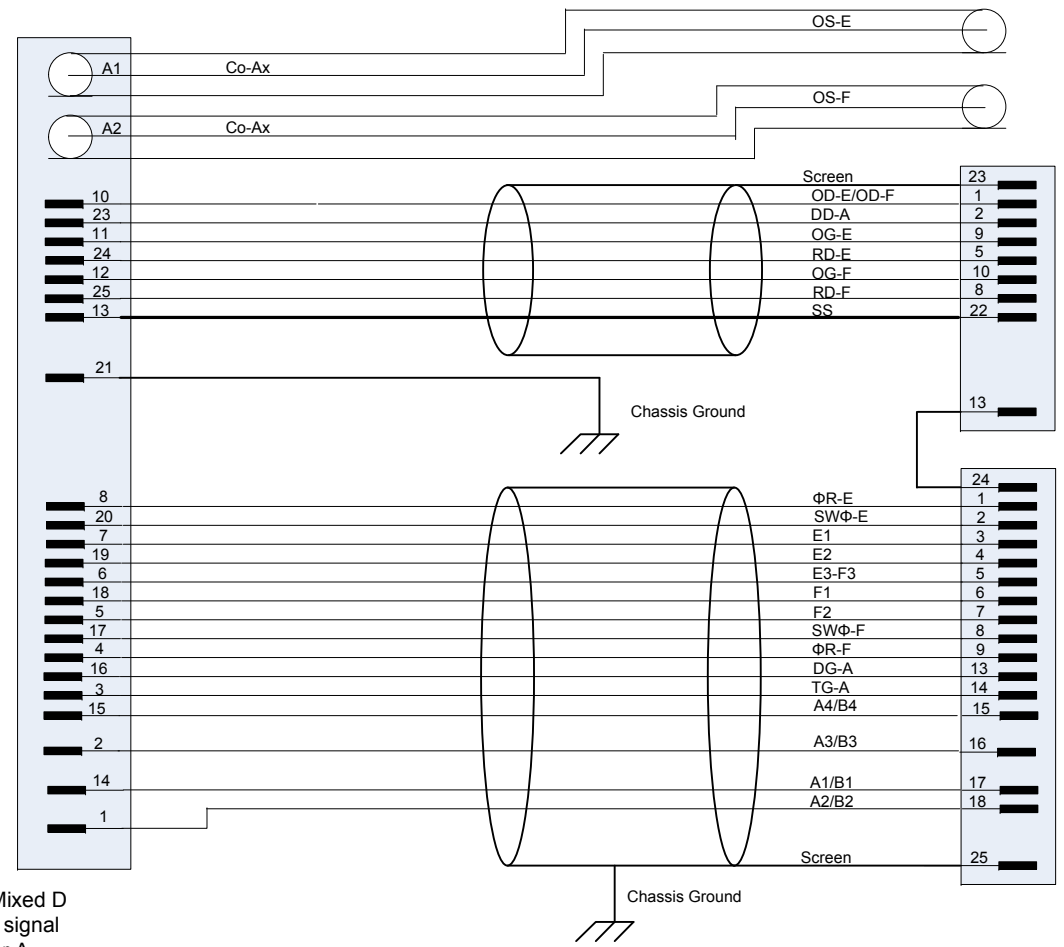 OS-E
A1 Co-Ax
OS-F
A2 Co-Ax
Screen 23
10 OD-E/OD-F 1
23 DD-A 2
11 OG-E 9
24 RD-E 5
12 OG-F 10
25 RD-F 8
13 SS 22
21
Chassis Ground
13
24
8 ΦR-E 1
20 SWΦ-E 2
7 E1 3
19 E2 4
6 E3-F3 5
18 F1 6
5 F2 7
17 SWΦ-F 8
4 ΦR-F 9
16 DG-A 13
3 TG-A 14
15 A4/B4 15
2 A3/B3 16
14 A1/B1 17
1 A2/B2 18
Screen 25
Chassis Ground
Mixed D
signal